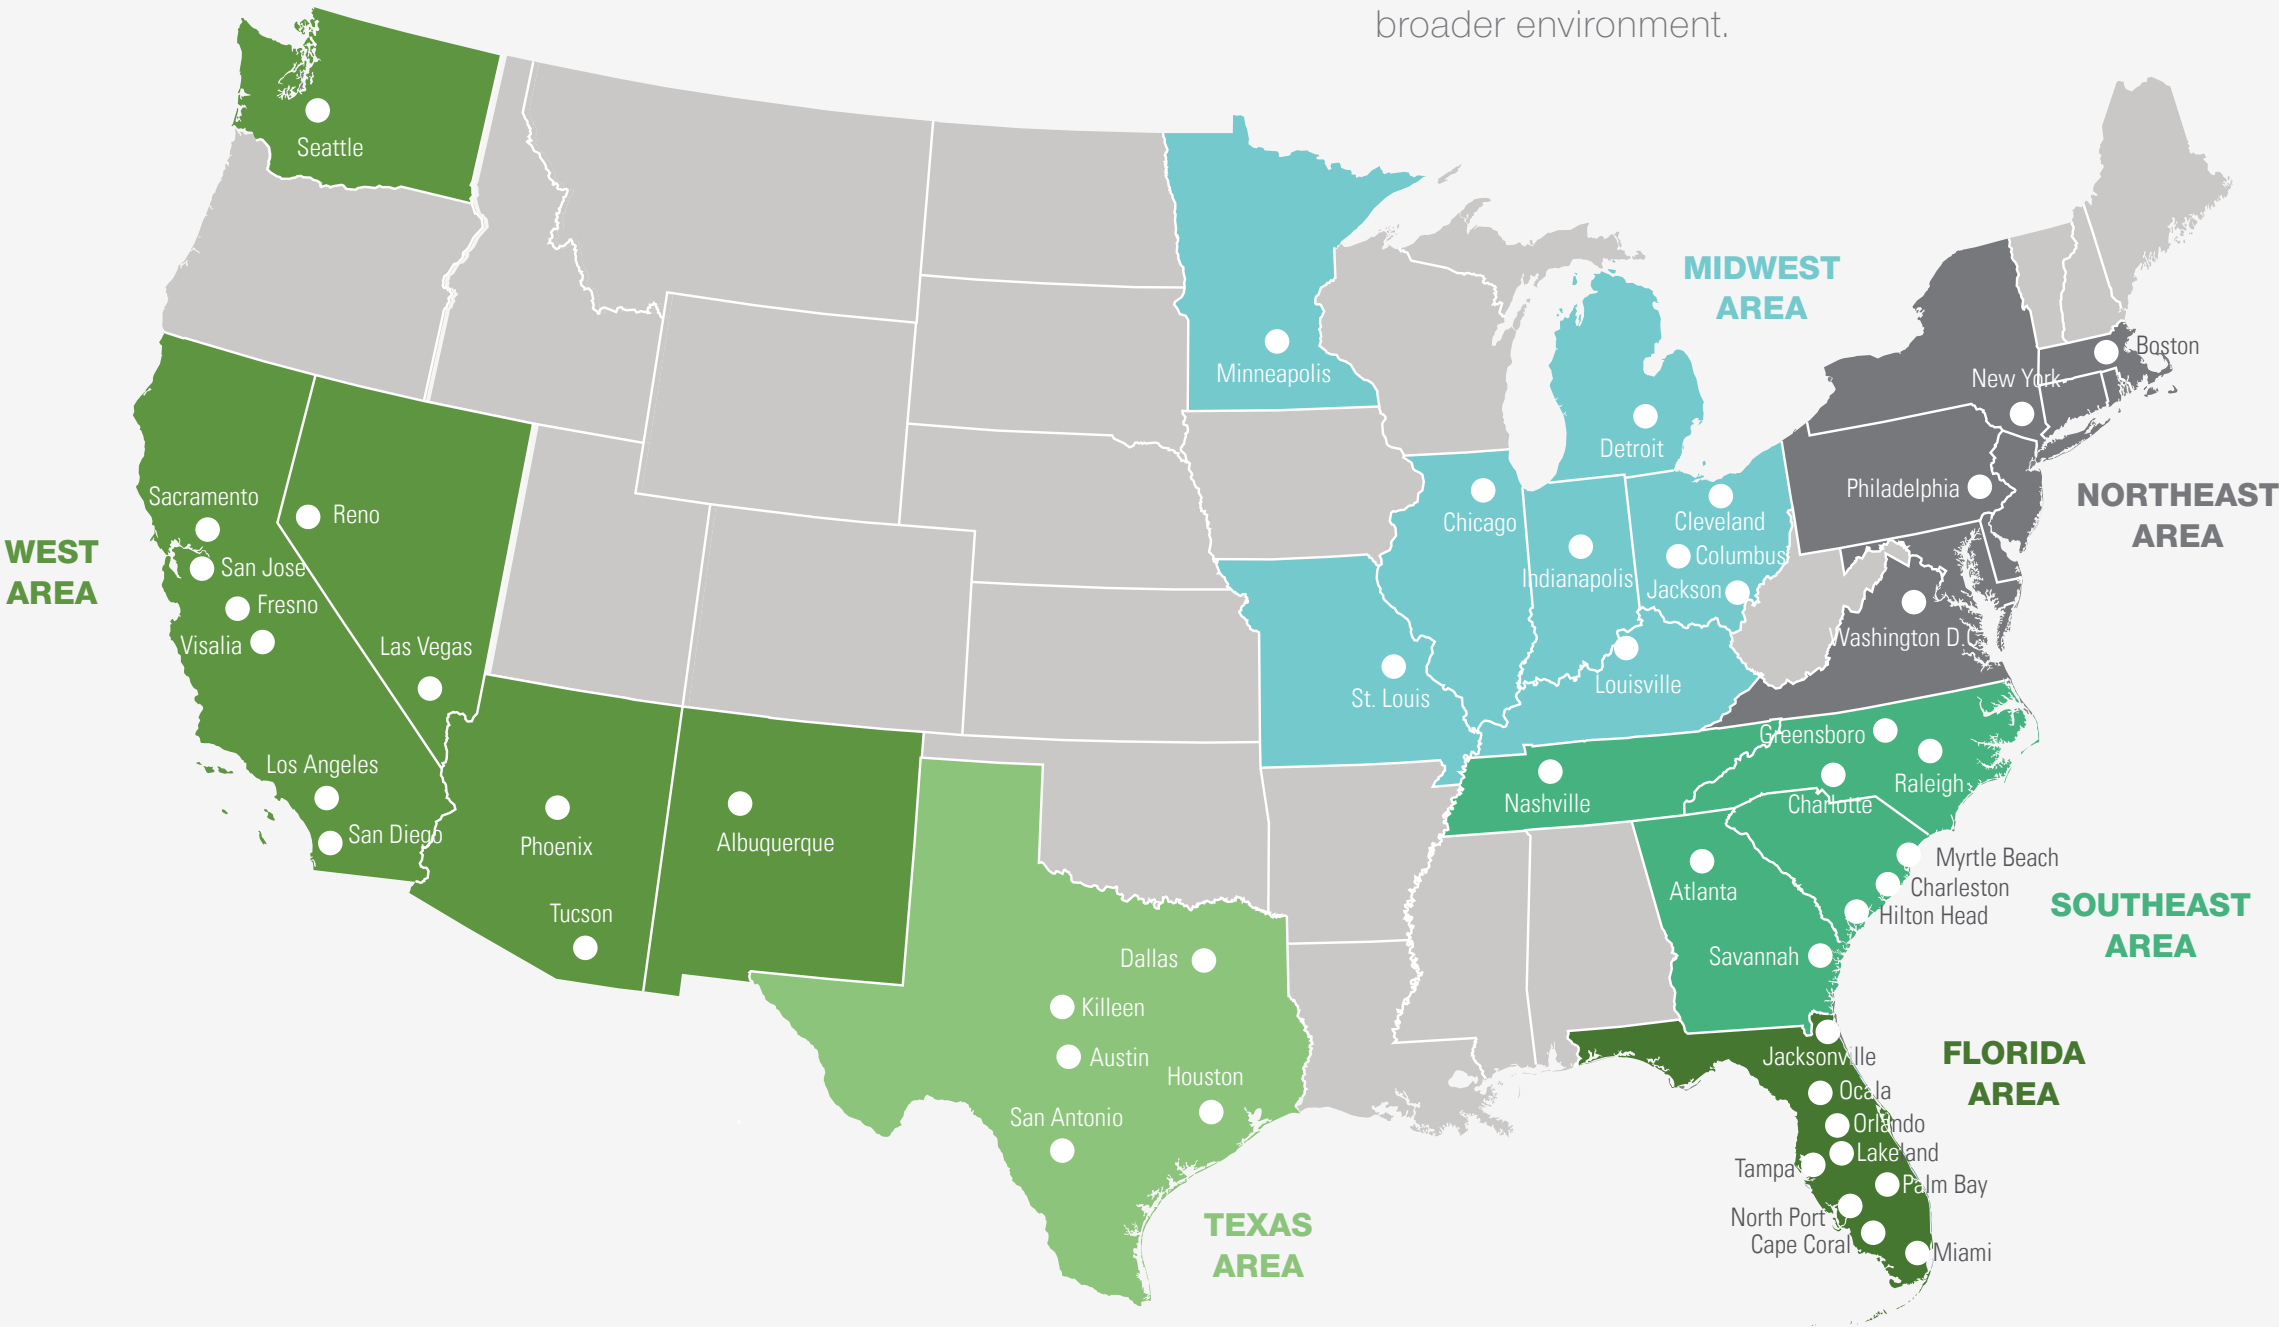 broader environment.
Seattle
WEST
AREA
Sacramento
Reno
San Jose
Fresno
Visalia
Las Vegas
Los Angeles
San Diego
Phoenix
Tucson
Albuquerque
Dallas
Killeen
Austin
Houston
San Antonio
TEXAS
AREA
MIDWEST
AREA
Minneapolis
Detroit
Chicago
Cleveland
Columbus
Indianapolis
Jackson
St. Louis
Louisville
Boston
New York
Philadelphia
NORTHEAST
AREA
Washington D.C.
Greensboro
Raleigh
Nashville
Charlotte
Atlanta
Myrtle Beach
Charleston
Hilton Head
Savannah
SOUTHEAST
AREA
FLORIDA
AREA
Jacksonville
Ocala
Orlando
Lakeland
Tampa
Palm Bay
North Port
Cape Coral
Miami